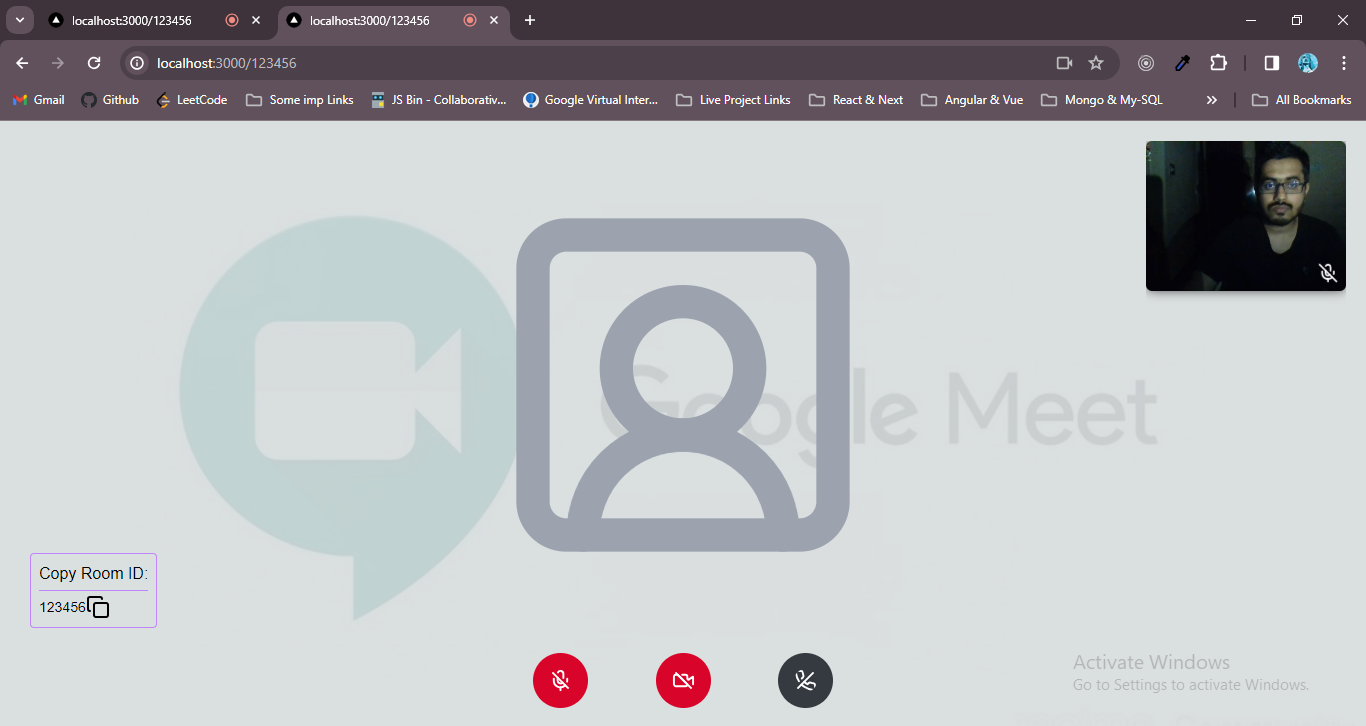 localhost:3000/123456
localhost:3000/123456
localhost:3000/123456
Gmail
Github
LeetCode
Some imp Links
JS Bin - Collaborativ...
Google Virtual Inter...
Live Project Links
React & Next
Angular & Vue
Mongo & My-SQL
All Bookmarks
Google Meet
Copy Room ID:
123456
Activate Windows
Go to Settings to activate Windows.